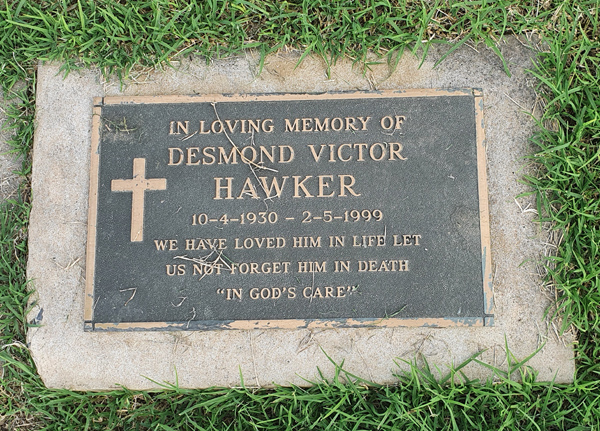 IN LOVING MEMORY OF
DESMOND VICTOR
HAWKER
10-4-1930 - 2-5-1999
WE HAVE LOVED HIM IN LIFE LET
US NOT FORGET HIM IN DEATH
"IN GOD'S CARE"